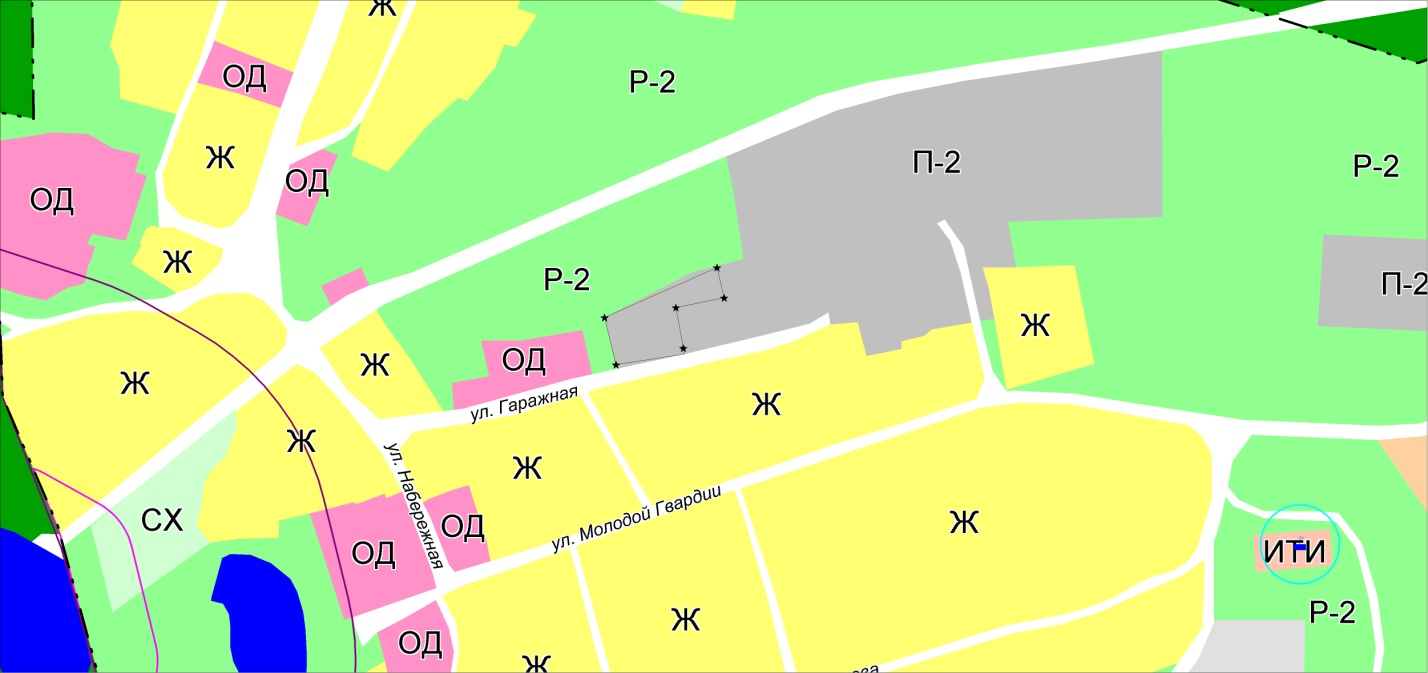 Ж
ОД
Р-2
Ж
П-2
Р-2
ОД
ОД
Ж
Р-2
П-2
Ж
ОД
Ж
Ж
ул. Гаражная
Ж
Ж
Ж
ул. Набережная
Ж
СХ
ОД
ОД
ул. Молодой Гвардии
Ж
ИТИ
Р-2
ОД
Ж
Ж